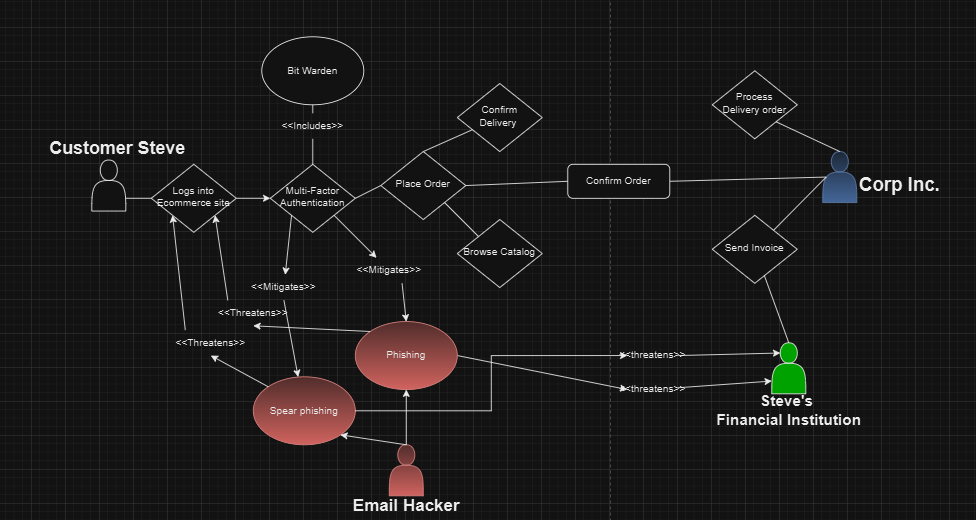 Bit Warden
<<Includes>>
Confirm
Delivery
Process
Delivery order
Customer Steve
Logs into
Ecommerce site
Multi-Factor
Authentication
Place Order
Confirm Order
Corp Inc.
Browse Catalog
Send Invoice
<<Mitigates>>
<<Mitigates>>
<<Threatens>>
<<Threatens>>
Phishing
<<threatens>>
<<threatens>>
Spear phishing
Steve's
Financial Institution
Email Hacker